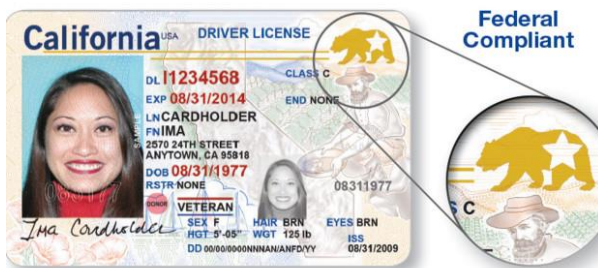 California USA DRIVER LICENSE
Federal
Compliant
DL I1234568 CLASS C
EXP 08/31/2014 END NONE
LN CARDHOLDER
FN IMA
2570 24TH STREET
ANYTOWN, CA 95818
DOB 08/31/1977
RSTR NONE 08311977
DONOR
VETERAN
SEX F HAIR BRN EYES BRN
HGT 5'-05" WGT 125 lb ISS
DD 00/00/0000NNNAN/ANFD/YY 08/31/2009
Ima Cardholder
S C